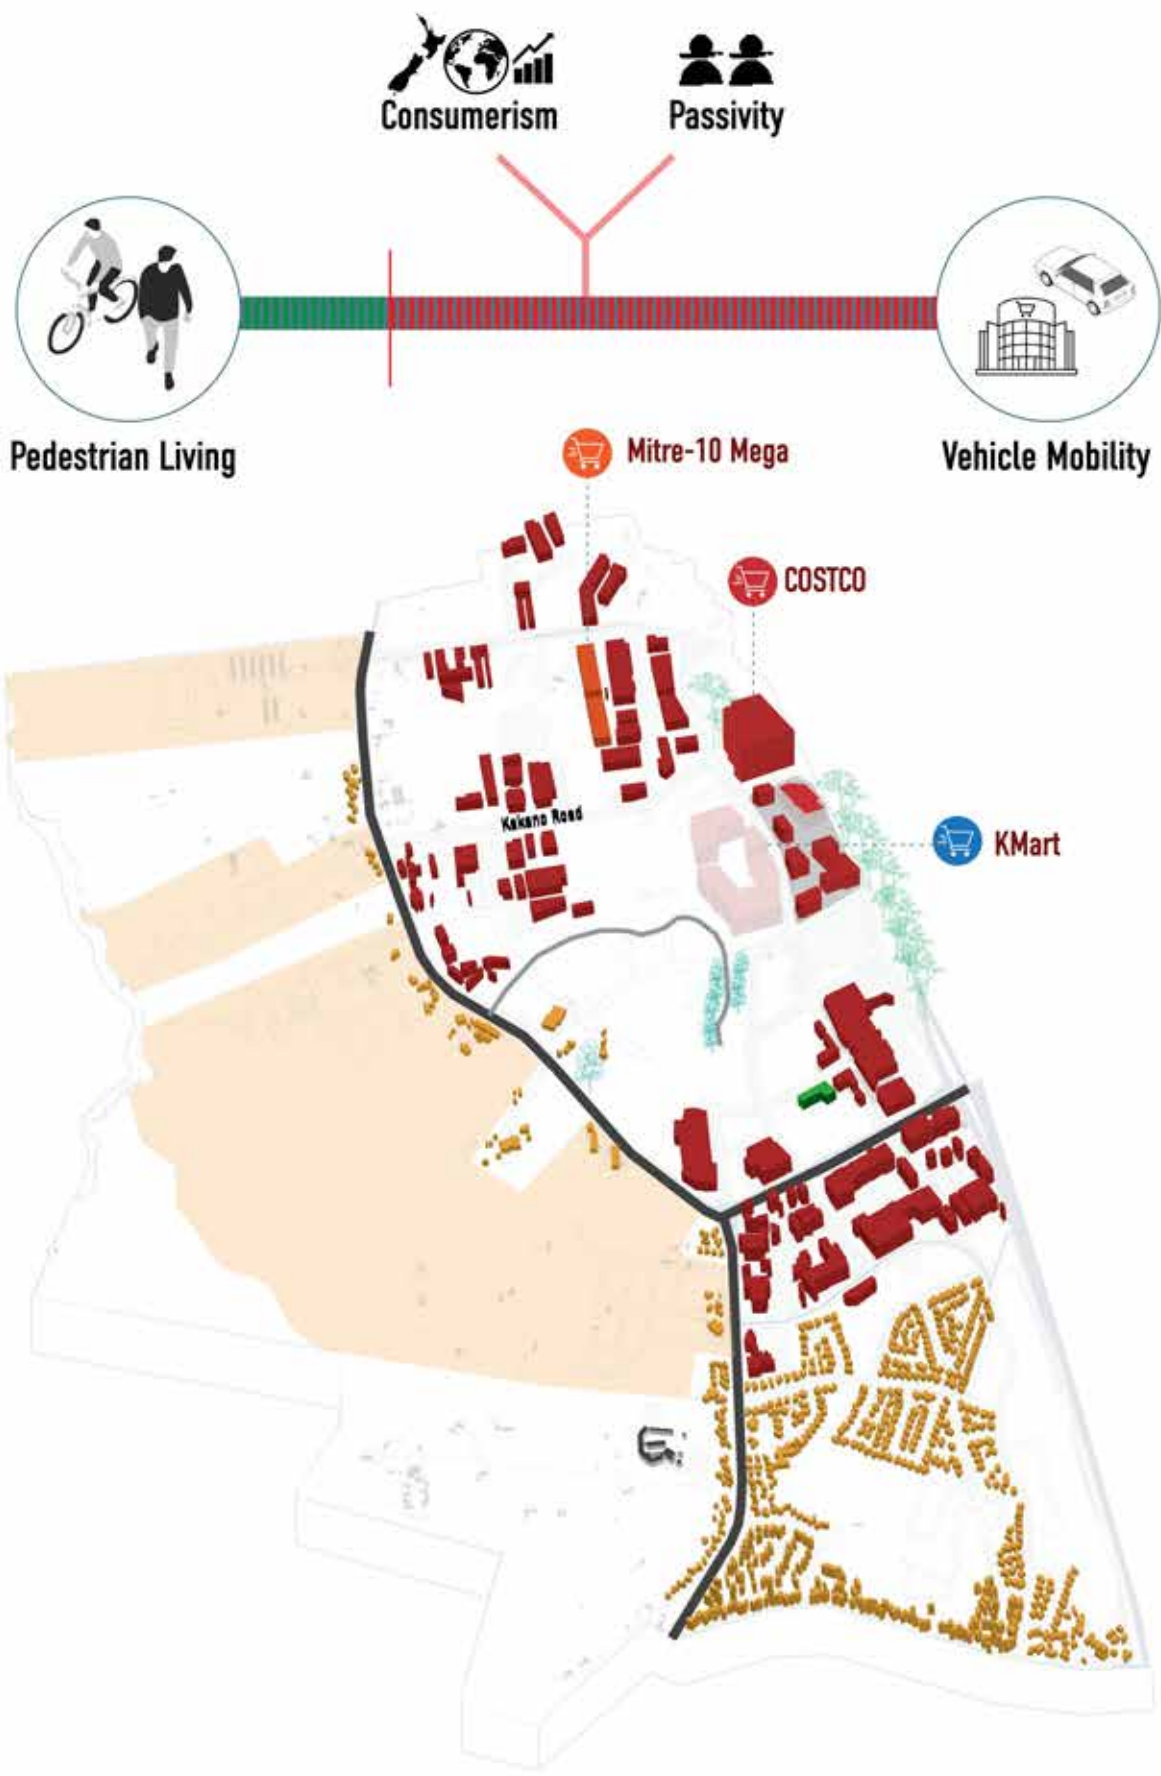 Consumerism
Passivity
Pedestrian Living
Vehicle Mobility
Mitre-10 Mega
COSTCO
Kakano Road
KMart